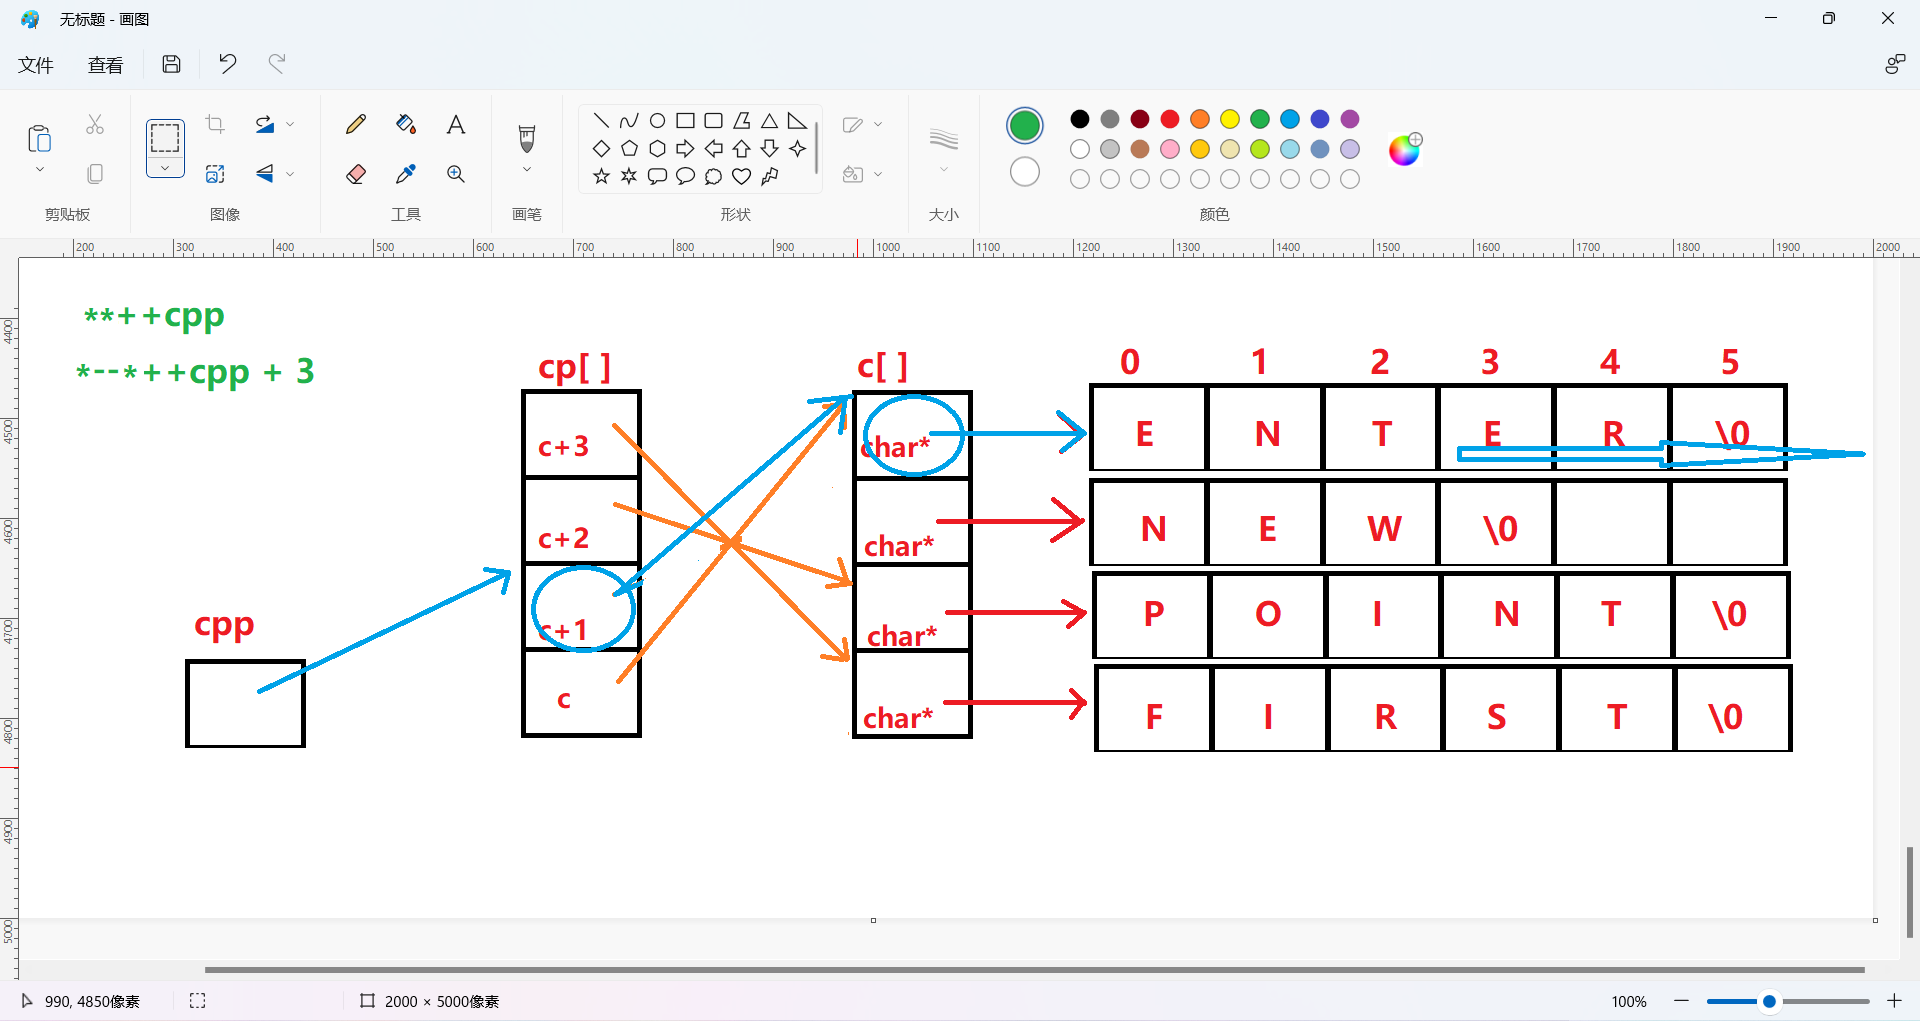 无标题 - 画图
文件 查看
剪贴板 图像 工具 画笔 形状 大小 颜色
200 300 400 500 600 700 800 900 1000 1100 1200 1300 1400 1500 1600 1700 1800 1900 2000
4400
4500
4600
4700
4800
4900
5000
**++cpp
*--*++cpp + 3
cp[ ]
c+3
c+2
c+1
c
cpp
c[ ]
char*
char*
char*
char*
0 1 2 3 4 5
E N T E R \0
N E W \0
P O I N T \0
F I R S T \0
990, 4850像素 2000 × 5000像素 100%